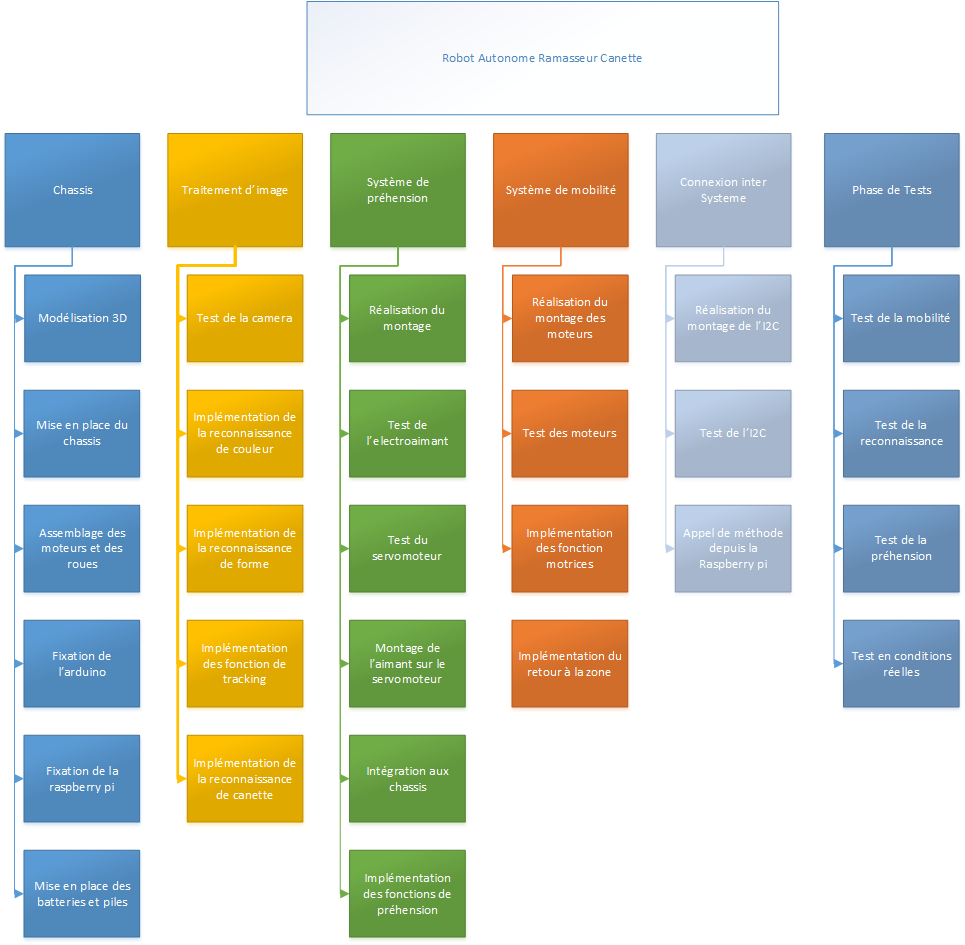 Robot Autonome Ramasseur Canette
Chassis
Traitement d'image
Système de
préhension
Système de mobilité
Connexion inter
Systeme
Phase de Tests
Modélisation 3D
Mise en place du
chassis
Assemblage des
moteurs et des
roues
Fixation de
l'arduino
Fixation de la
raspberry pi
Mise en place des
batteries et piles
Test de la camera
Implémentation de
la reconnaissance
de couleur
Implémentation de
la reconnaissance
de forme
Implémentation
des fonction de
tracking
Implémentation de
la reconnaissance
de canette
Réalisation du
montage
Test de
l'electroaimant
Test du
servomoteur
Montage de
l'aimant sur le
servomoteur
Intégration aux
chassis
Implémentation
des fonctions de
préhension
Réalisation du
montage des
moteurs
Test des moteurs
Implémentation
des fonction
motrices
Implémentation du
retour à la zone
Réalisation du
montage de l'I2C
Test de l'I2C
Appel de méthode
depuis la
Raspberry pi
Test de la mobilité
Test de la
reconnaissance
Test de la
préhension
Test en conditions
réelles